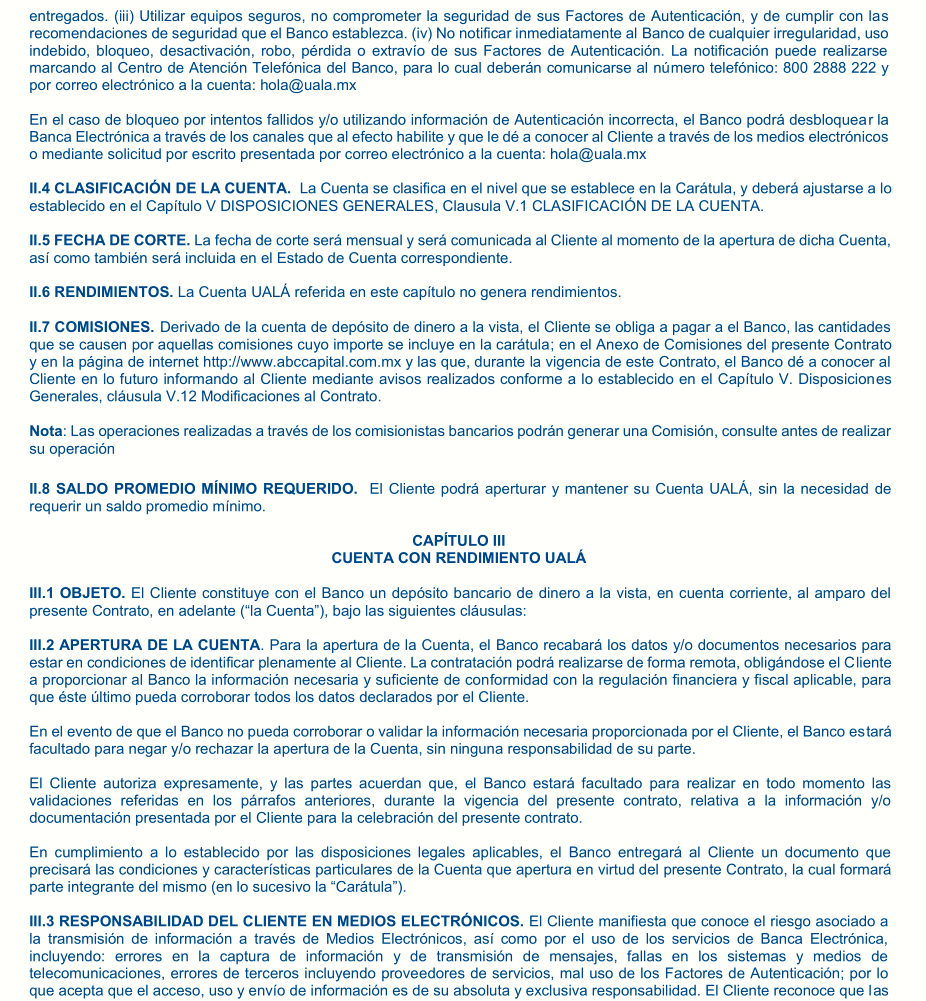 entregados. (iii) Utilizar equipos seguros, no comprometer la seguridad de sus Factores de Autenticación, y de cumplir con las
recomendaciones de seguridad que el Banco establezca. (iv) No notificar inmediatamente al Banco de cualquier irregularidad, uso
indebido, bloqueo, desactivación, robo, pérdida o extravío de sus Factores de Autenticación. La notificación puede realizarse
marcando al Centro de Atención Telefónica del Banco, para lo cual deberán comunicarse al número telefónico: 800 2888 222 y
por correo electrónico a la cuenta: hola@uala.mx
En el caso de bloqueo por intentos fallidos y/o utilizando información de Autenticación incorrecta, el Banco podrá desbloquear la
Banca Electrónica a través de los canales que al efecto habilite y que le dé a conocer al Cliente a través de los medios electrónicos
o mediante solicitud por escrito presentada por correo electrónico a la cuenta: hola@uala.mx
II.4 CLASIFICACIÓN DE LA CUENTA. La Cuenta se clasifica en el nivel que se establece en la Carátula, y deberá ajustarse a lo
establecido en el Capítulo V DISPOSICIONES GENERALES, Clausula V.1 CLASIFICACIÓN DE LA CUENTA.
II.5 FECHA DE CORTE. La fecha de corte será mensual y será comunicada al Cliente al momento de la apertura de dicha Cuenta,
así como también será incluida en el Estado de Cuenta correspondiente.
II.6 RENDIMIENTOS. La Cuenta UALÁ referida en este capítulo no genera rendimientos.
II.7 COMISIONES. Derivado de la cuenta de depósito de dinero a la vista, el Cliente se obliga a pagar a el Banco, las cantidades
que se causen por aquellas comisiones cuyo importe se incluye en la carátula; en el Anexo de Comisiones del presente Contrato
y en la página de internet http://www.abccapital.com.mx y las que, durante la vigencia de este Contrato, el Banco dé a conocer al
Cliente en lo futuro informando al Cliente mediante avisos realizados conforme a lo establecido en el Capítulo V. Disposiciones
Generales, cláusula V.12 Modificaciones al Contrato.
Nota: Las operaciones realizadas a través de los comisionistas bancarios podrán generar una Comisión, consulte antes de realizar
su operación
II.8 SALDO PROMEDIO MÍNIMO REQUERIDO. El Cliente podrá aperturar y mantener su Cuenta UALÁ, sin la necesidad de
requerir un saldo promedio mínimo.
CAPÍTULO III
CUENTA CON RENDIMIENTO UALÁ
III.1 OBJETO. El Cliente constituye con el Banco un depósito bancario de dinero a la vista, en cuenta corriente, al amparo del
presente Contrato, en adelante (“la Cuenta”), bajo las siguientes cláusulas:
III.2 APERTURA DE LA CUENTA. Para la apertura de la Cuenta, el Banco recabará los datos y/o documentos necesarios para
estar en condiciones de identificar plenamente al Cliente. La contratación podrá realizarse de forma remota, obligándose el Cliente
a proporcionar al Banco la información necesaria y suficiente de conformidad con la regulación financiera y fiscal aplicable, para
que éste último pueda corroborar todos los datos declarados por el Cliente.
En el evento de que el Banco no pueda corroborar o validar la información necesaria proporcionada por el Cliente, el Banco estará
facultado para negar y/o rechazar la apertura de la Cuenta, sin ninguna responsabilidad de su parte.
El Cliente autoriza expresamente, y las partes acuerdan que, el Banco estará facultado para realizar en todo momento las
validaciones referidas en los párrafos anteriores, durante la vigencia del presente contrato, relativa a la información y/o
documentación presentada por el Cliente para la celebración del presente contrato.
En cumplimiento a lo establecido por las disposiciones legales aplicables, el Banco entregará al Cliente un documento que
precisará las condiciones y características particulares de la Cuenta que apertura en virtud del presente Contrato, la cual formará
parte integrante del mismo (en lo sucesivo la “Carátula”).
III.3 RESPONSABILIDAD DEL CLIENTE EN MEDIOS ELECTRÓNICOS. El Cliente manifiesta que conoce el riesgo asociado a
la transmisión de información a través de Medios Electrónicos, así como por el uso de los servicios de Banca Electrónica,
incluyendo: errores en la captura de información y de transmisión de mensajes, fallas en los sistemas y medios de
telecomunicaciones, errores de terceros incluyendo proveedores de servicios, mal uso de los Factores de Autenticación; por lo
que acepta que el acceso, uso y envío de información es de su absoluta y exclusiva responsabilidad. El Cliente reconoce que las